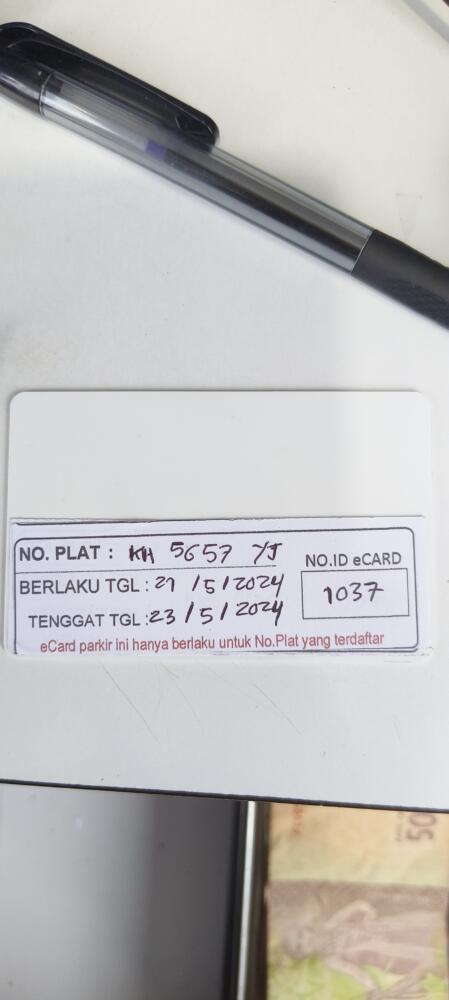 NO. PLAT : KH 5657 YJ
NO.ID eCARD
BERLAKU TGL : 21 / 5 / 2024
1037
TENGGAT TGL : 23 / 5 / 2024
eCard parkir ini hanya berlaku untuk No.Plat yang terdaftar
50